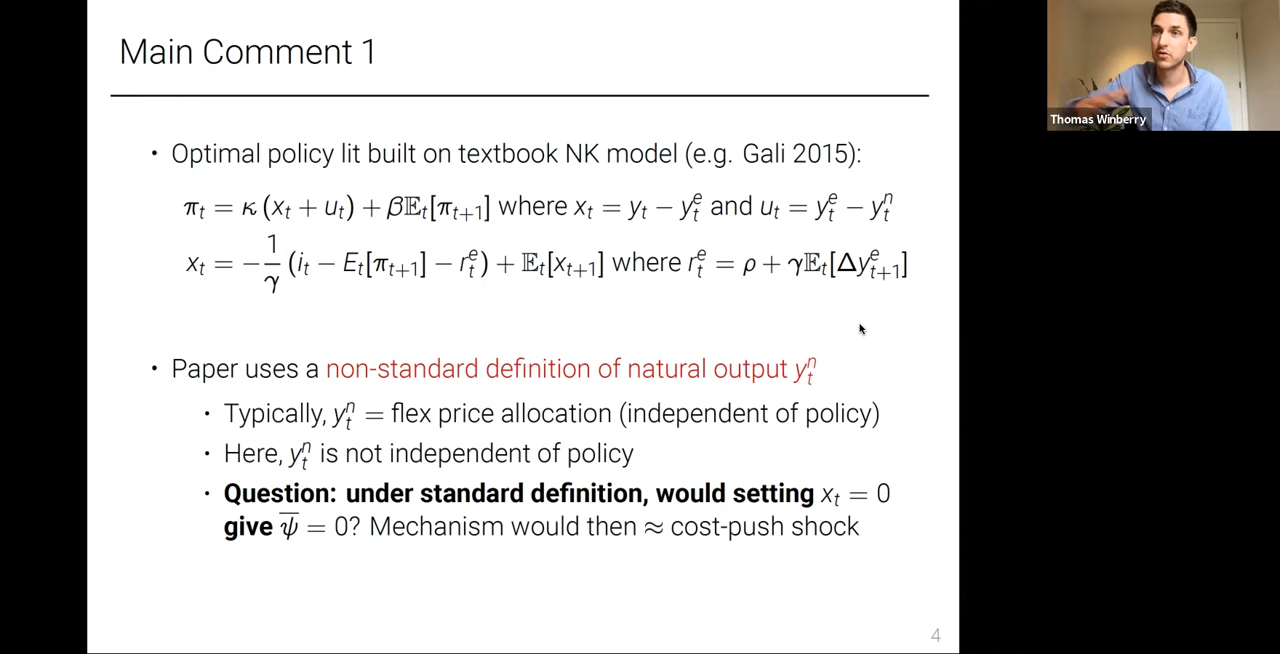 Main Comment 1
• Optimal policy lit built on textbook NK model (e.g. Gali 2015):
πₜ = κ (xₜ + uₜ) + β𝔼ₜ[πₜ₊₁] where xₜ = yₜ − yₜᵉ and uₜ = yₜᵉ − yₜⁿ
xₜ = −1/γ (iₜ − Eₜ[πₜ₊₁] − rₜᵉ) + 𝔼ₜ[xₜ₊₁] where rₜᵉ = ρ + γ𝔼ₜ[Δyₜ₊₁ᵉ]
• Paper uses a non-standard definition of natural output yₜⁿ
• Typically, yₜⁿ = flex price allocation (independent of policy)
• Here, yₜⁿ is not independent of policy
• Question: under standard definition, would setting xₜ = 0
give ψ̅ = 0? Mechanism would then ≈ cost-push shock
4
Thomas Winberry